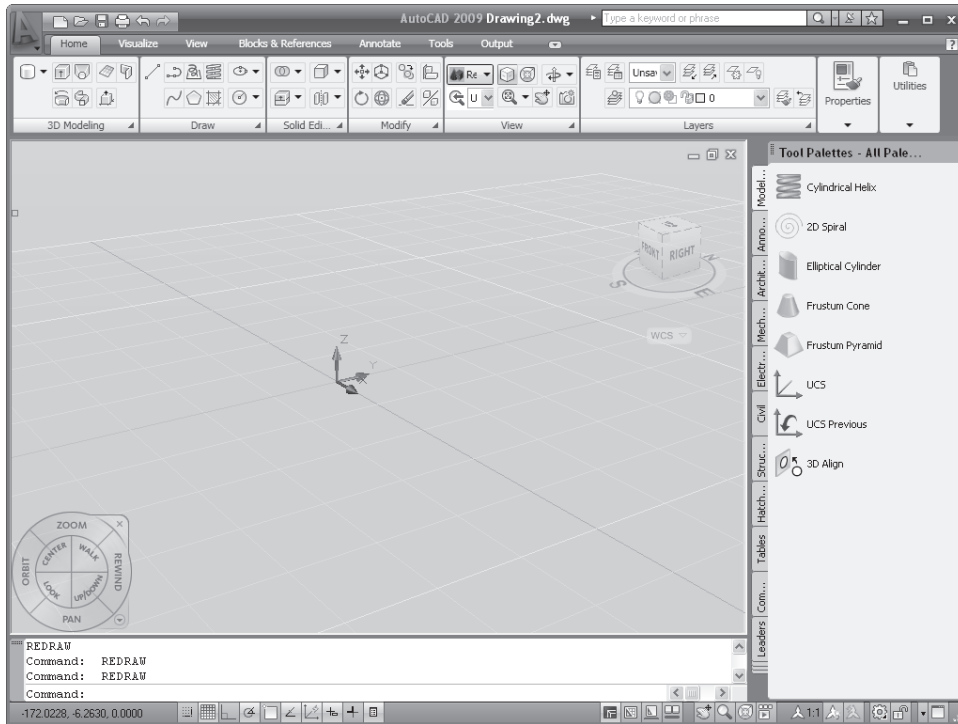 AutoCAD 2009 Drawing2.dwg
Type a keyword or phrase
Home Visualize View Blocks & References Annotate Tools Output
Re
Unsav
U
0
Properties
Utilities
3D Modeling
Draw
Solid Edi...
Modify
View
Layers
Tool Palettes - All Pale...
Model...
Anno...
Archit...
Mech...
Electr...
Civil
Struc...
Hatch...
Tables
Com...
Leaders
Cylindrical Helix
2D Spiral
Elliptical Cylinder
Frustum Cone
Frustum Pyramid
UCS
UCS Previous
3D Align
FRONT RIGHT
S
E
WCS
Z
Y
X
ZOOM
CENTER WALK
ORBIT
REWIND
LOOK UP/DOWN
PAN
REDRAW
Command: REDRAW
Command: REDRAW
Command:
-172.0228, -6.2630, 0.0000
1:1